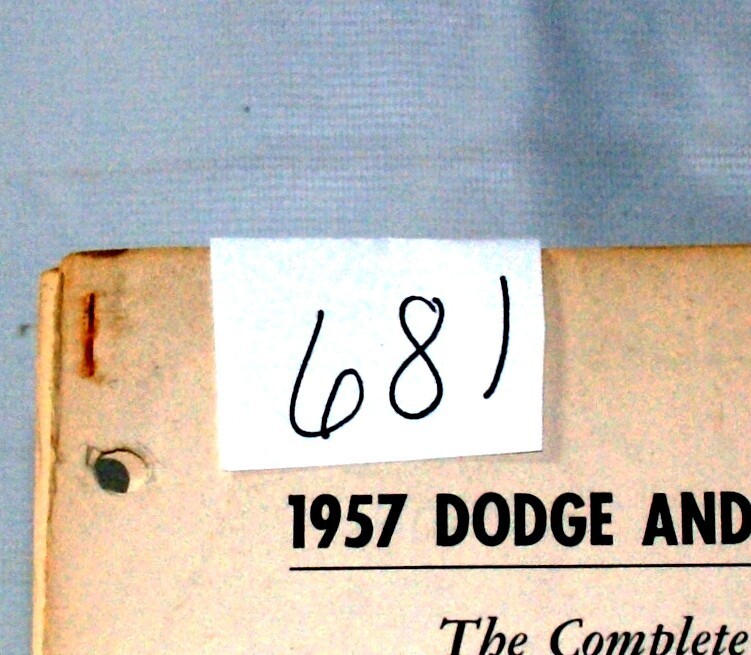 681
1957 DODGE AND
The Complete